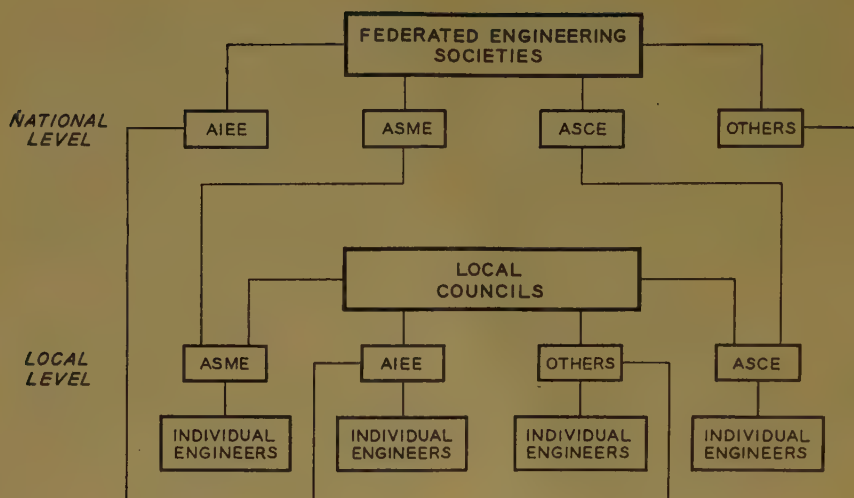 FEDERATED ENGINEERING
SOCIETIES
NATIONAL
LEVEL
AIEE
ASME
ASCE
OTHERS
LOCAL
COUNCILS
LOCAL
LEVEL
ASME
AIEE
OTHERS
ASCE
INDIVIDUAL
ENGINEERS
INDIVIDUAL
ENGINEERS
INDIVIDUAL
ENGINEERS
INDIVIDUAL
ENGINEERS